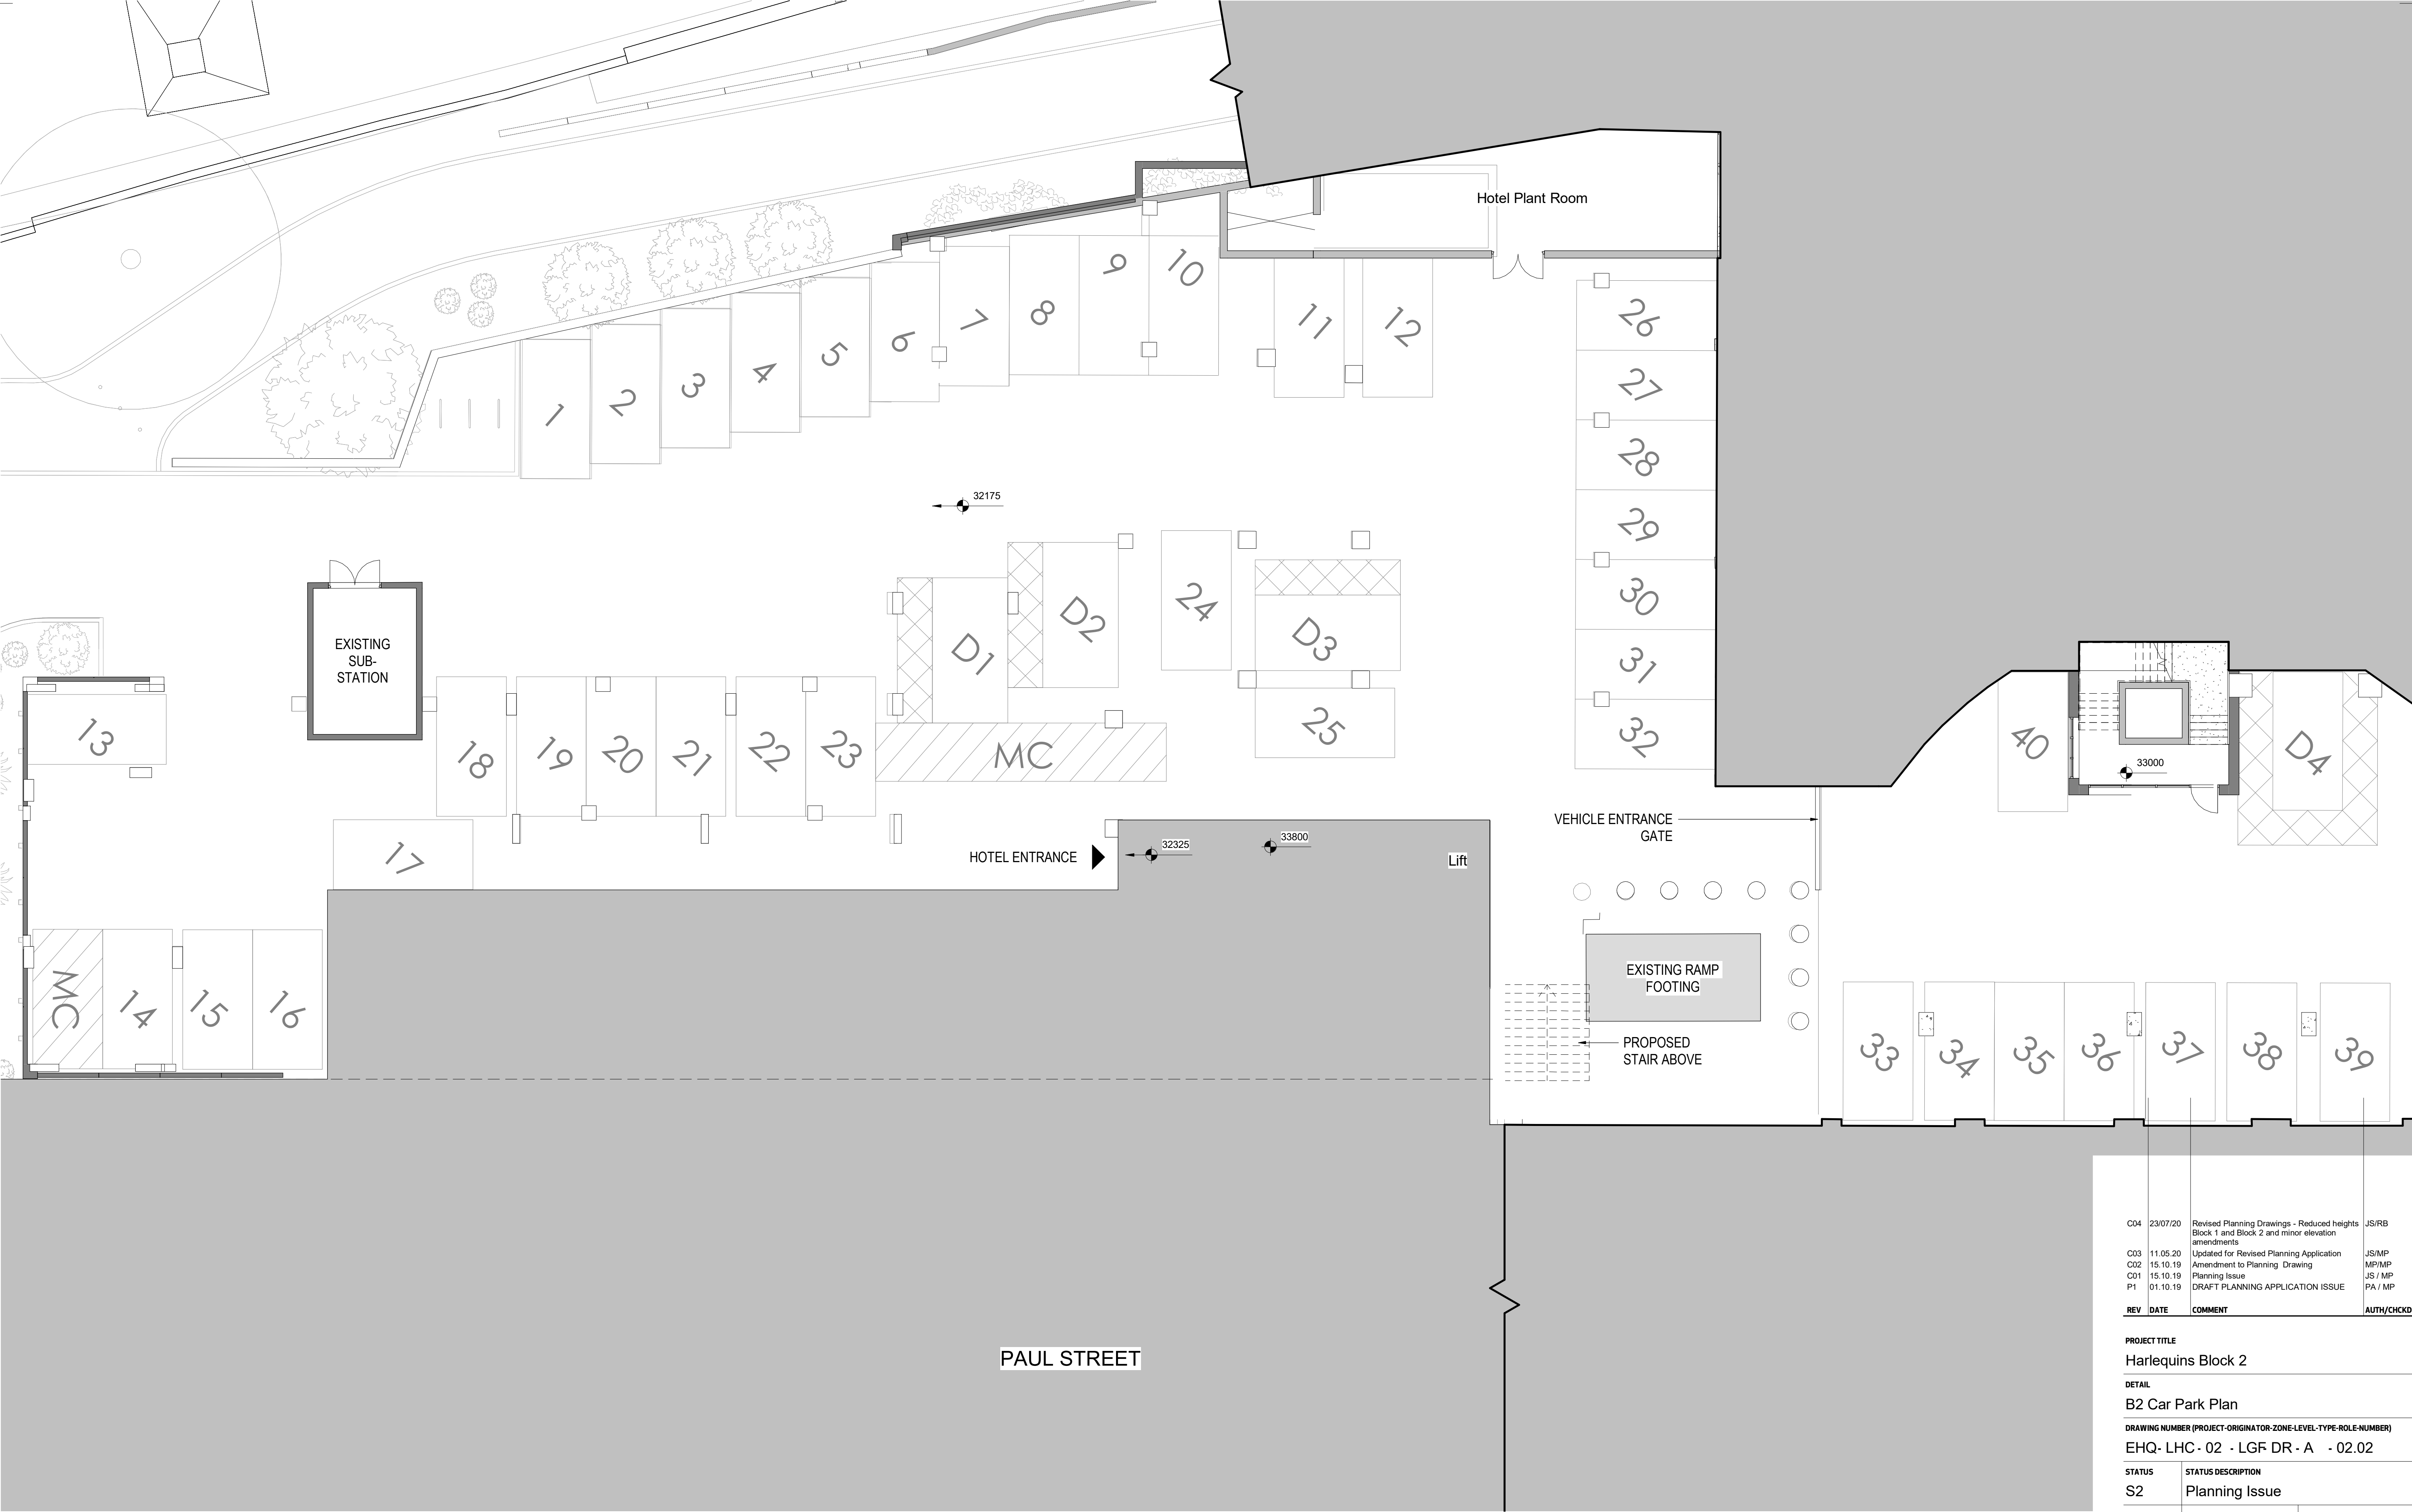 Hotel Plant Room
1
2
3
4
5
6
7
8
9
10
11
12
26
27
28
29
30
31
32
32175
EXISTING
SUB-
STATION
D1
D2
24
D3
25
13
18
19
20
21
22
23
MC
17
HOTEL ENTRANCE
32325
33800
Lift
VEHICLE ENTRANCE
GATE
40
33000
D4
MC
14
15
16
EXISTING RAMP
FOOTING
PROPOSED
STAIR ABOVE
33
34
35
36
37
38
39
PAUL STREET
C04 23/07/20 Revised Planning Drawings - Reduced heights JS/RB
Block 1 and Block 2 and minor elevation
amendments
C03 11.05.20 Updated for Revised Planning Application JS/MP
C02 15.10.19 Amendment to Planning Drawing MP/MP
C01 15.10.19 Planning Issue JS / MP
P1 01.10.19 DRAFT PLANNING APPLICATION ISSUE PA / MP
REV DATE COMMENT AUTH/CHCKD
PROJECT TITLE
Harlequins Block 2
DETAIL
B2 Car Park Plan
DRAWING NUMBER (PROJECT-ORIGINATOR-ZONE-LEVEL-TYPE-ROLE-NUMBER)
EHQ- LHC - 02 - LGF- DR - A - 02.02
STATUS STATUS DESCRIPTION
S2 Planning Issue